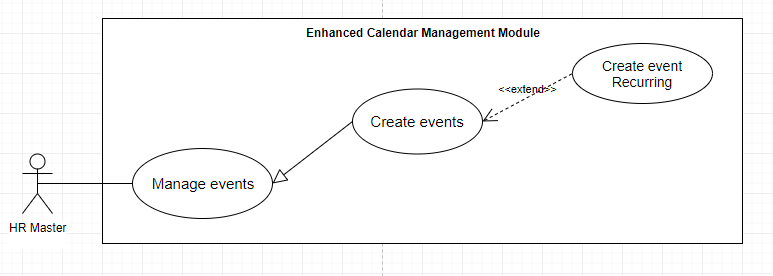 Enhanced Calendar Management Module
Create event
Recurring
<<extend>>
Create events
Manage events
HR Master